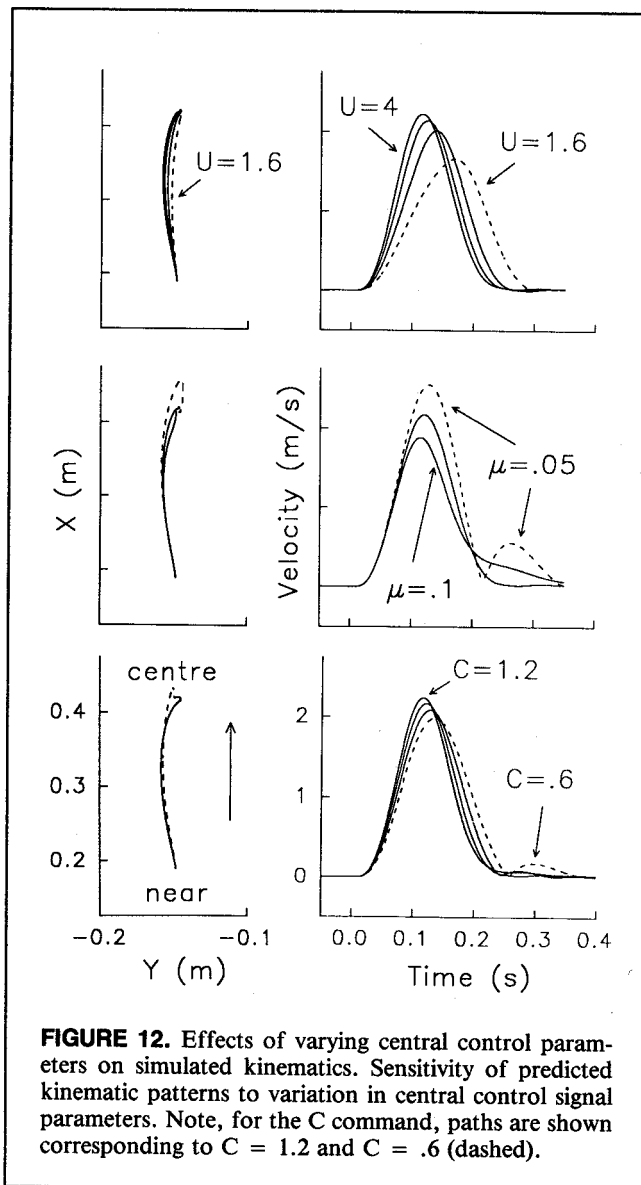 U=4
U=1.6
U=1.6
X (m)
Velocity (m/s)
μ=.05
μ=.1
centre
near
0.4
0.3
0.2
C=1.2
C=.6
2
1
0
−0.2
−0.1
0.0
0.1
0.2
0.3
0.4
Y (m)
Time (s)
FIGURE 12. Effects of varying central control param-
eters on simulated kinematics. Sensitivity of predicted
kinematic patterns to variation in central control signal
parameters. Note, for the C command, paths are shown
corresponding to C = 1.2 and C = .6 (dashed).